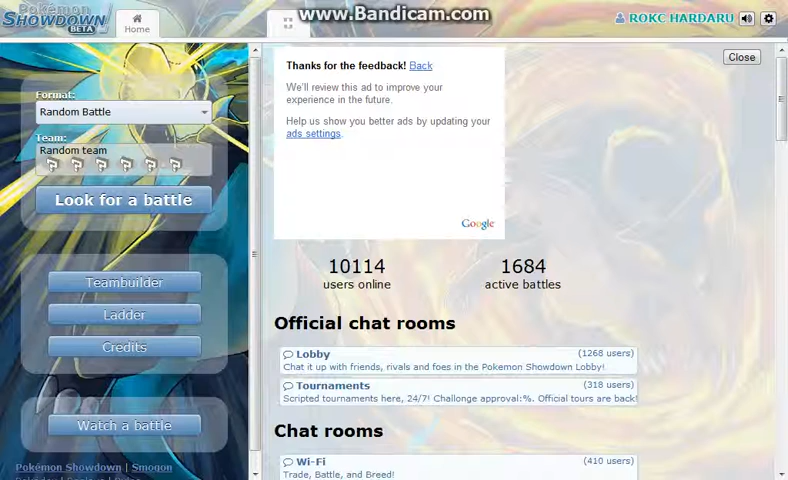 www.Bandicam.com
Pokémon
SHOWDOWN!
BETA
Home
ROKC HARDARU
Format:
Random Battle
Team:
Random team
Look for a battle
Teambuilder
Ladder
Credits
Watch a battle
Pokémon Showdown | Smogon
Close
Thanks for the feedback! Back
We'll review this ad to improve your
experience in the future.
Help us show you better ads by updating your
ads settings.
Google
10114
users online
1684
active battles
Official chat rooms
Lobby (1268 users)
Chat it up with friends, rivals and foes in the Pokemon Showdown Lobby!
Tournaments (318 users)
Scripted tournaments here, 24/7! Challonge approval:%. Official tours are back!
Chat rooms
Wi-Fi (410 users)
Trade, Battle, and Breed!